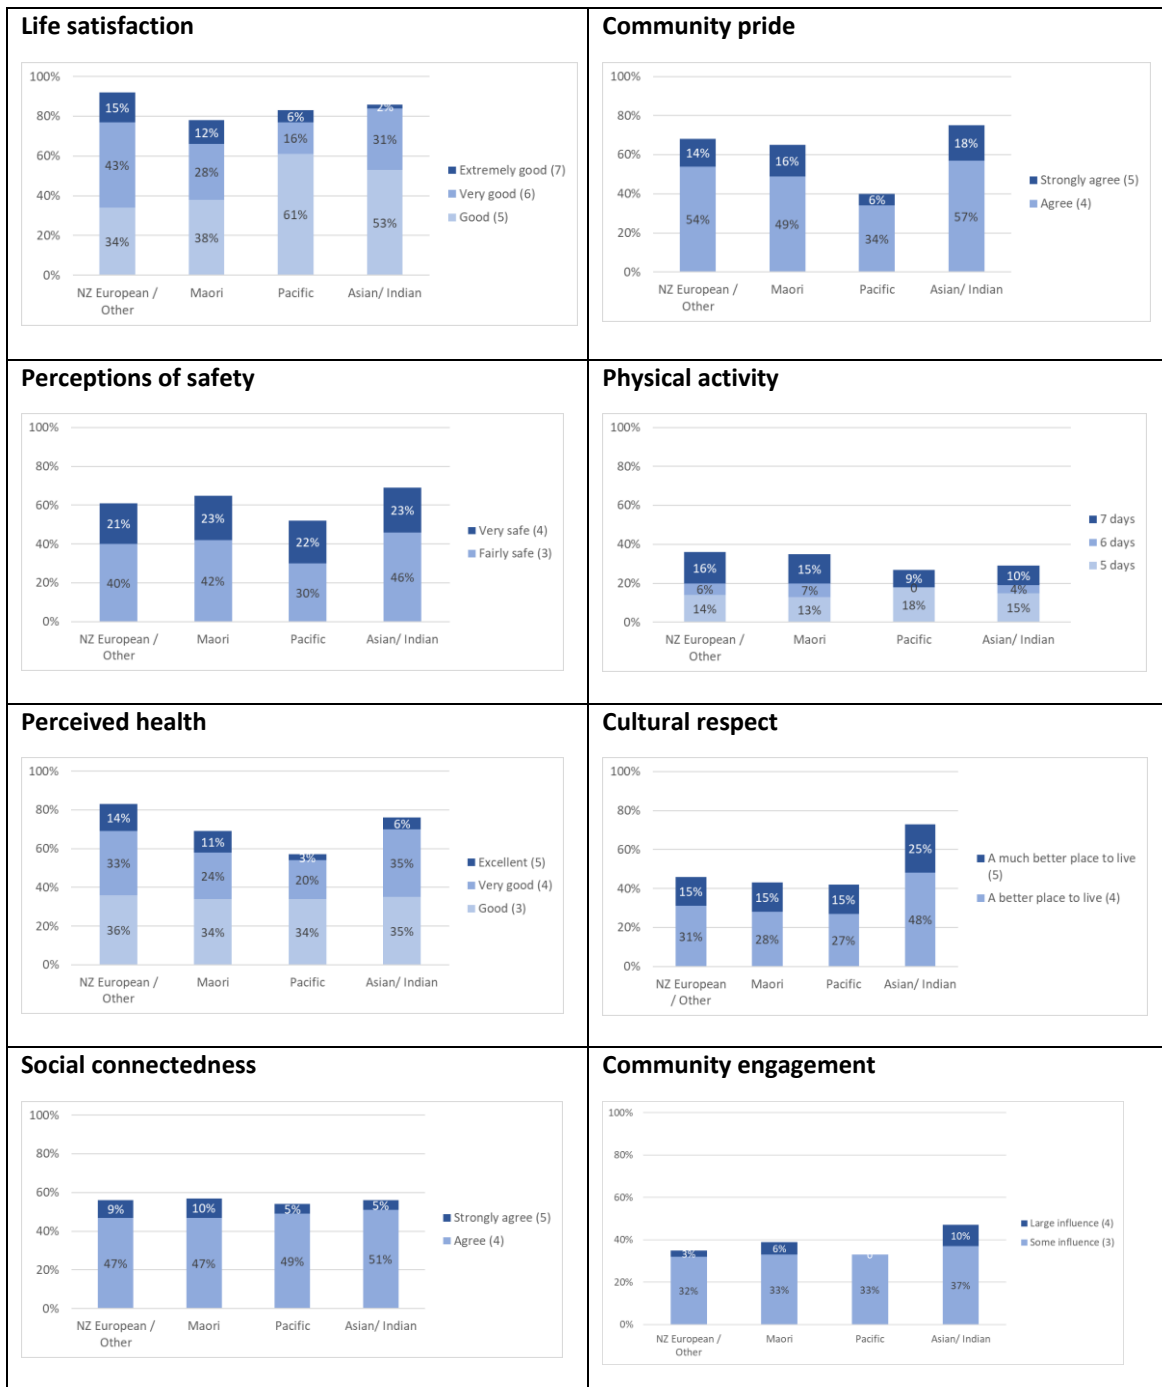 Life satisfaction
100%
80%
60%
40%
20%
0%
15%
43%
34%
12%
28%
38%
6%
16%
61%
2%
31%
53%
NZ European /
Other
Maori
Pacific
Asian/ Indian
Extremely good (7)
Very good (6)
Good (5)
Community pride
100%
80%
60%
40%
20%
0%
14%
54%
16%
49%
6%
34%
18%
57%
NZ European /
Other
Maori
Pacific
Asian/ Indian
Strongly agree (5)
Agree (4)
Perceptions of safety
100%
80%
60%
40%
20%
0%
21%
40%
23%
42%
22%
30%
23%
46%
NZ European /
Other
Maori
Pacific
Asian/ Indian
Very safe (4)
Fairly safe (3)
Physical activity
100%
80%
60%
40%
20%
0%
16%
6%
14%
15%
7%
13%
9%
0
18%
10%
4%
15%
NZ European /
Other
Maori
Pacific
Asian/ Indian
7 days
6 days
5 days
Perceived health
100%
80%
60%
40%
20%
0%
14%
33%
36%
11%
24%
34%
3%
20%
34%
6%
35%
35%
NZ European /
Other
Maori
Pacific
Asian/ Indian
Excellent (5)
Very good (4)
Good (3)
Cultural respect
100%
80%
60%
40%
20%
0%
15%
31%
15%
28%
15%
27%
25%
48%
NZ European
/ Other
Maori
Pacific
Asian/ Indian
A much better place to live
(5)
A better place to live (4)
Social connectedness
100%
80%
60%
40%
20%
0%
9%
47%
10%
47%
5%
49%
5%
51%
NZ European /
Other
Maori
Pacific
Asian/ Indian
Strongly agree (5)
Agree (4)
Community engagement
100%
80%
60%
40%
20%
0%
3%
32%
6%
33%
0
33%
10%
37%
NZ European /
Other
Maori
Pacific
Asian/ Indian
Large influence (4)
Some influence (3)